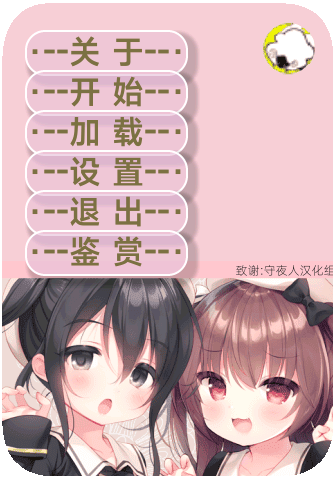 ·--关 于--·
·--开 始--·
·--加 载--·
·--设 置--·
·--退 出--·
·--鉴 赏--·
致谢:守夜人汉化组